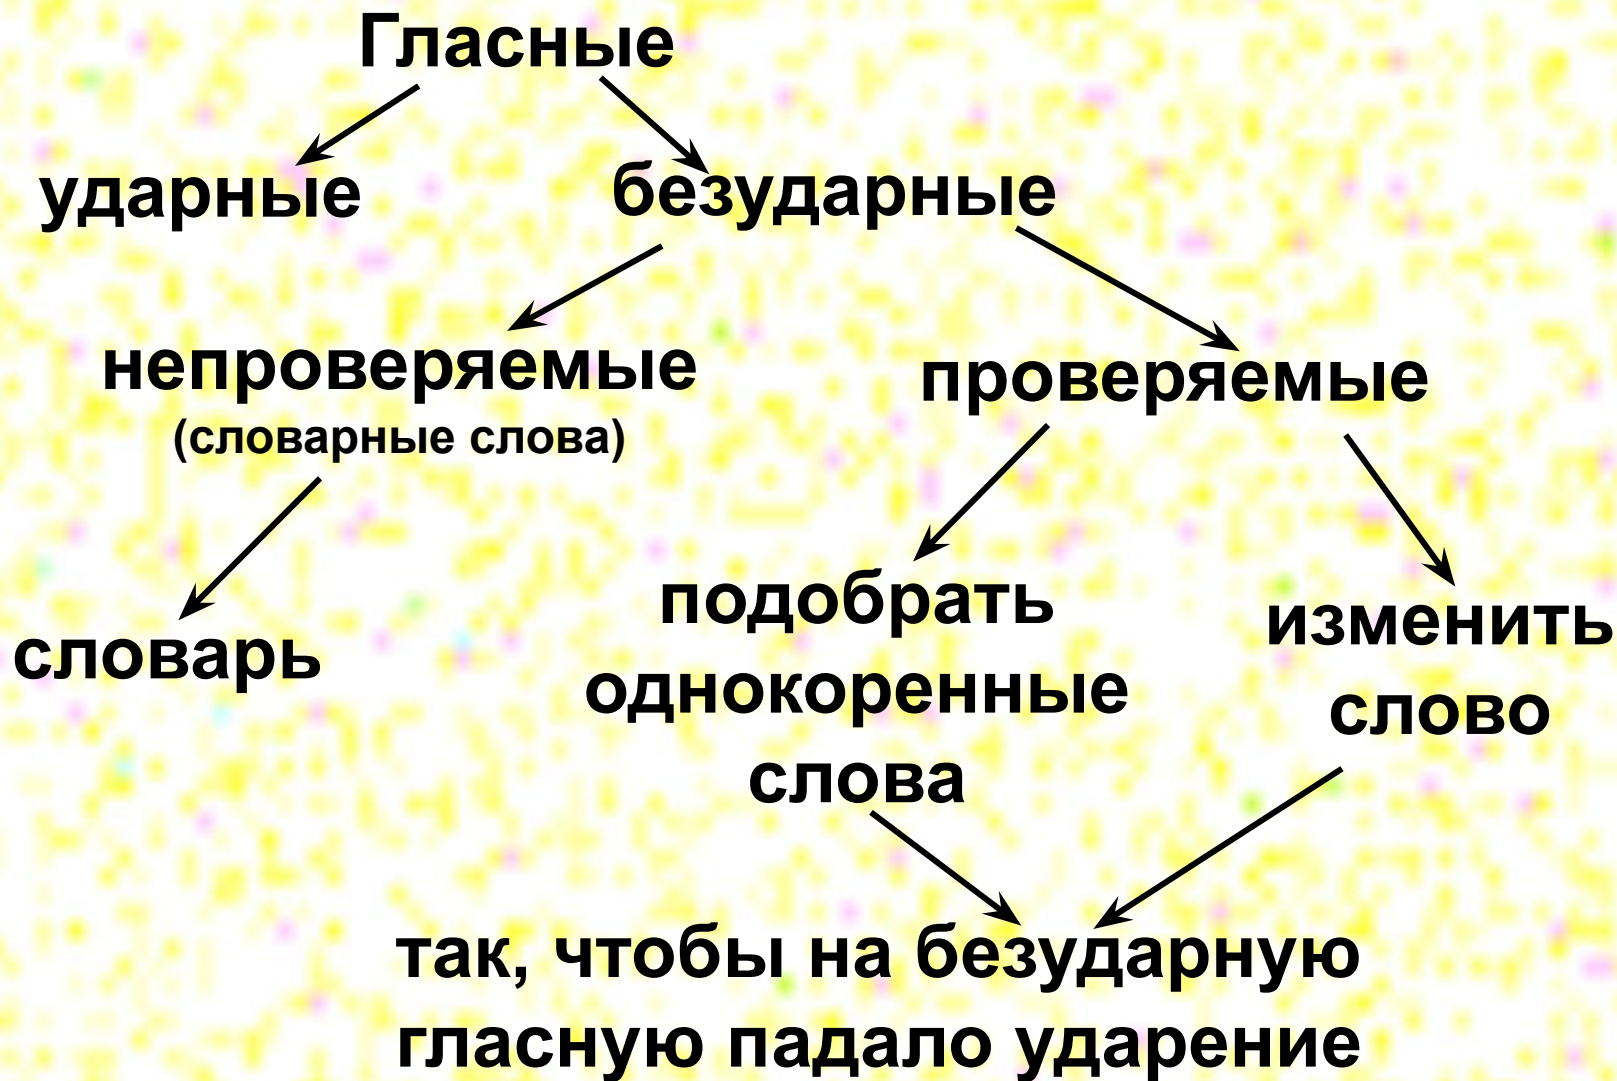 Гласные
ударные
безударные
непроверяемые
(словарные слова)
проверяемые
словарь
подобрать
однокоренные
слова
изменить
слово
так, чтобы на безударную
гласную падало ударение